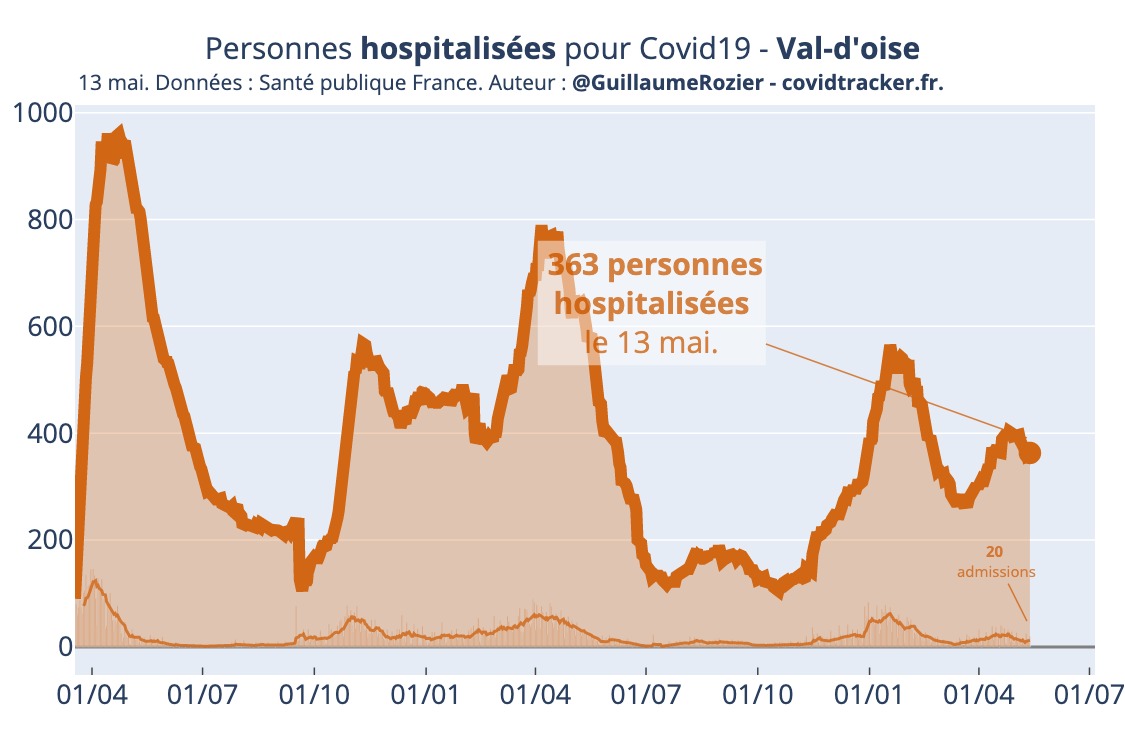 Personnes hospitalisées pour Covid19 - Val-d'oise
13 mai. Données : Santé publique France. Auteur : @GuillaumeRozier - covidtracker.fr.
1000
800
600
400
200
0
363 personnes
hospitalisées
le 13 mai.
20
admissions
01/04 01/07 01/10 01/01 01/04 01/07 01/10 01/01 01/04 01/07